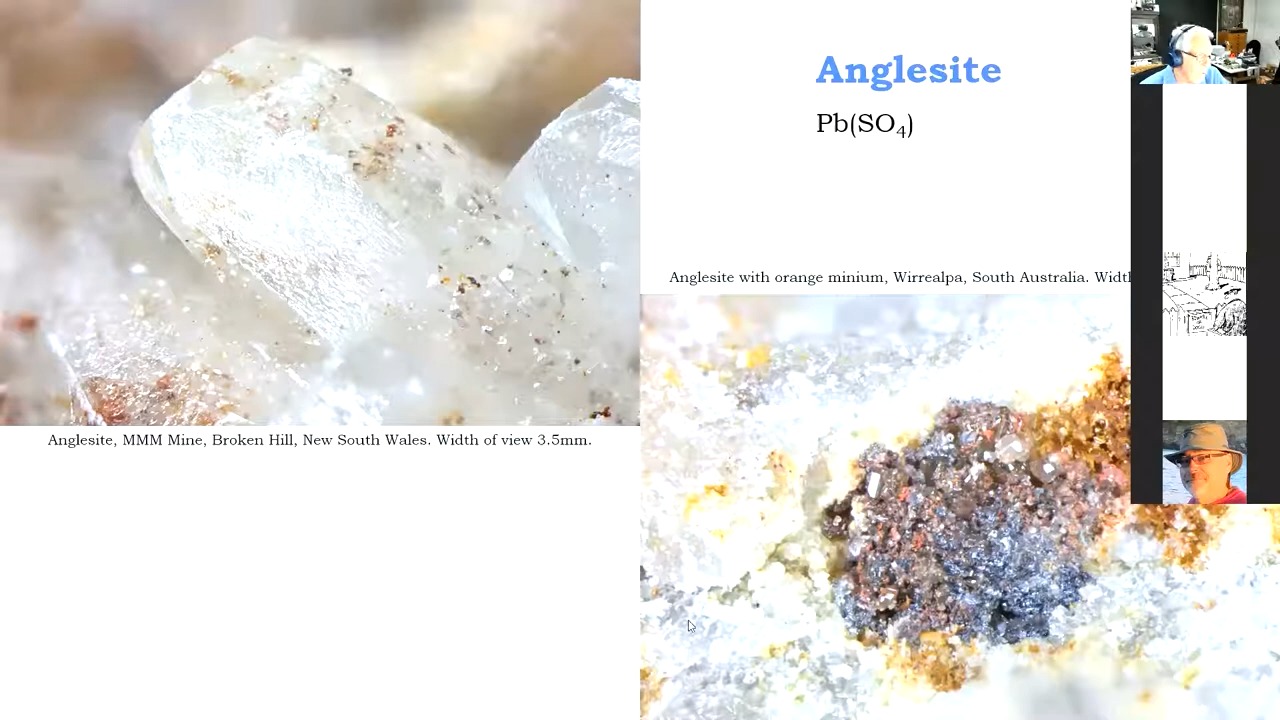 Anglesite
Pb(SO₄)
Anglesite with orange minium, Wirrealpa, South Australia. Width
Anglesite, MMM Mine, Broken Hill, New South Wales. Width of view 3.5mm.